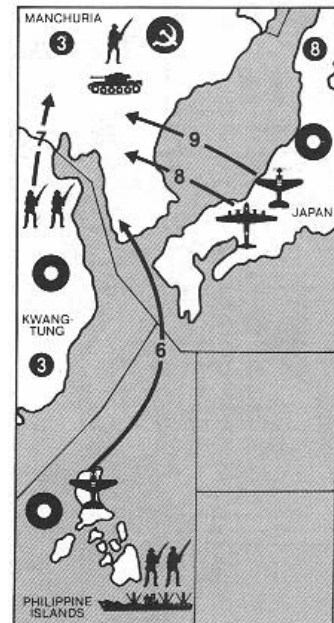 MANCHURIA
3
8
9
7
8
JAPAN
KWANG-
TUNG
6
3
PHILIPPINE
ISLANDS